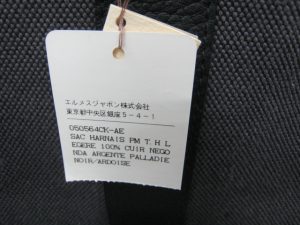 エルメスジャポン株式会社
東京都中央区銀座5-4-1
050564CK-AE
SAC HARNAIS PM T.H L
EGERE 100% CUIR NEGO
NDA ARGENTE PALLADIE
NOIR/ARDOISE